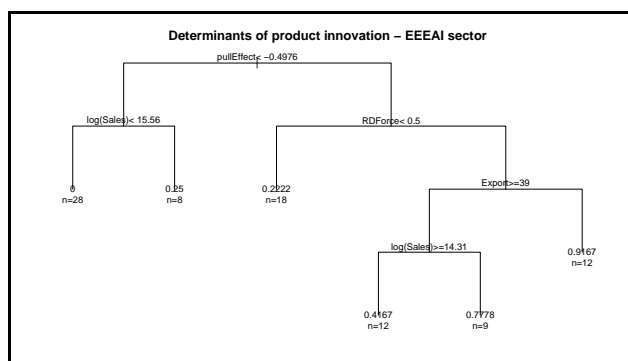 Determinants of product innovation – EEEAI sector
pullEffect< −0.4976
log(Sales)< 15.56
RDForce< 0.5
0
n=28
0.25
n=8
0.2222
n=18
Export>=39
log(Sales)>=14.31
0.9167
n=12
0.4167
n=12
0.7778
n=9